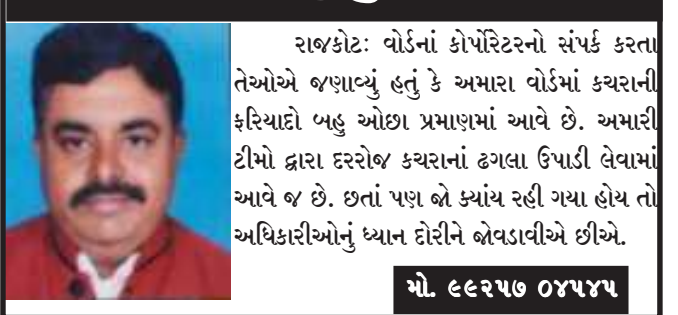 રાજકોટઃ વોર્ડનાં કોર્પોરેટરનો સંપર્ક કરતા
તેઓએ જણાવ્યું હતું કે અમારા વોર્ડમાં કચરાની
ફરિયાદો બહુ ઓછા પ્રમાણમાં આવે છે. અમારી
ટીમો દ્વારા દરરોજ કચરાનાં ઢગલા ઉપાડી લેવામાં
આવે જ છે. છતાં પણ જો ક્યાંય રહી ગયા હોય તો
અધિકારીઓનું ધ્યાન દોરીને જોવડાવીએ છીએ.
મો. ૯૯૨૫૭ ૦૪૫૪૫